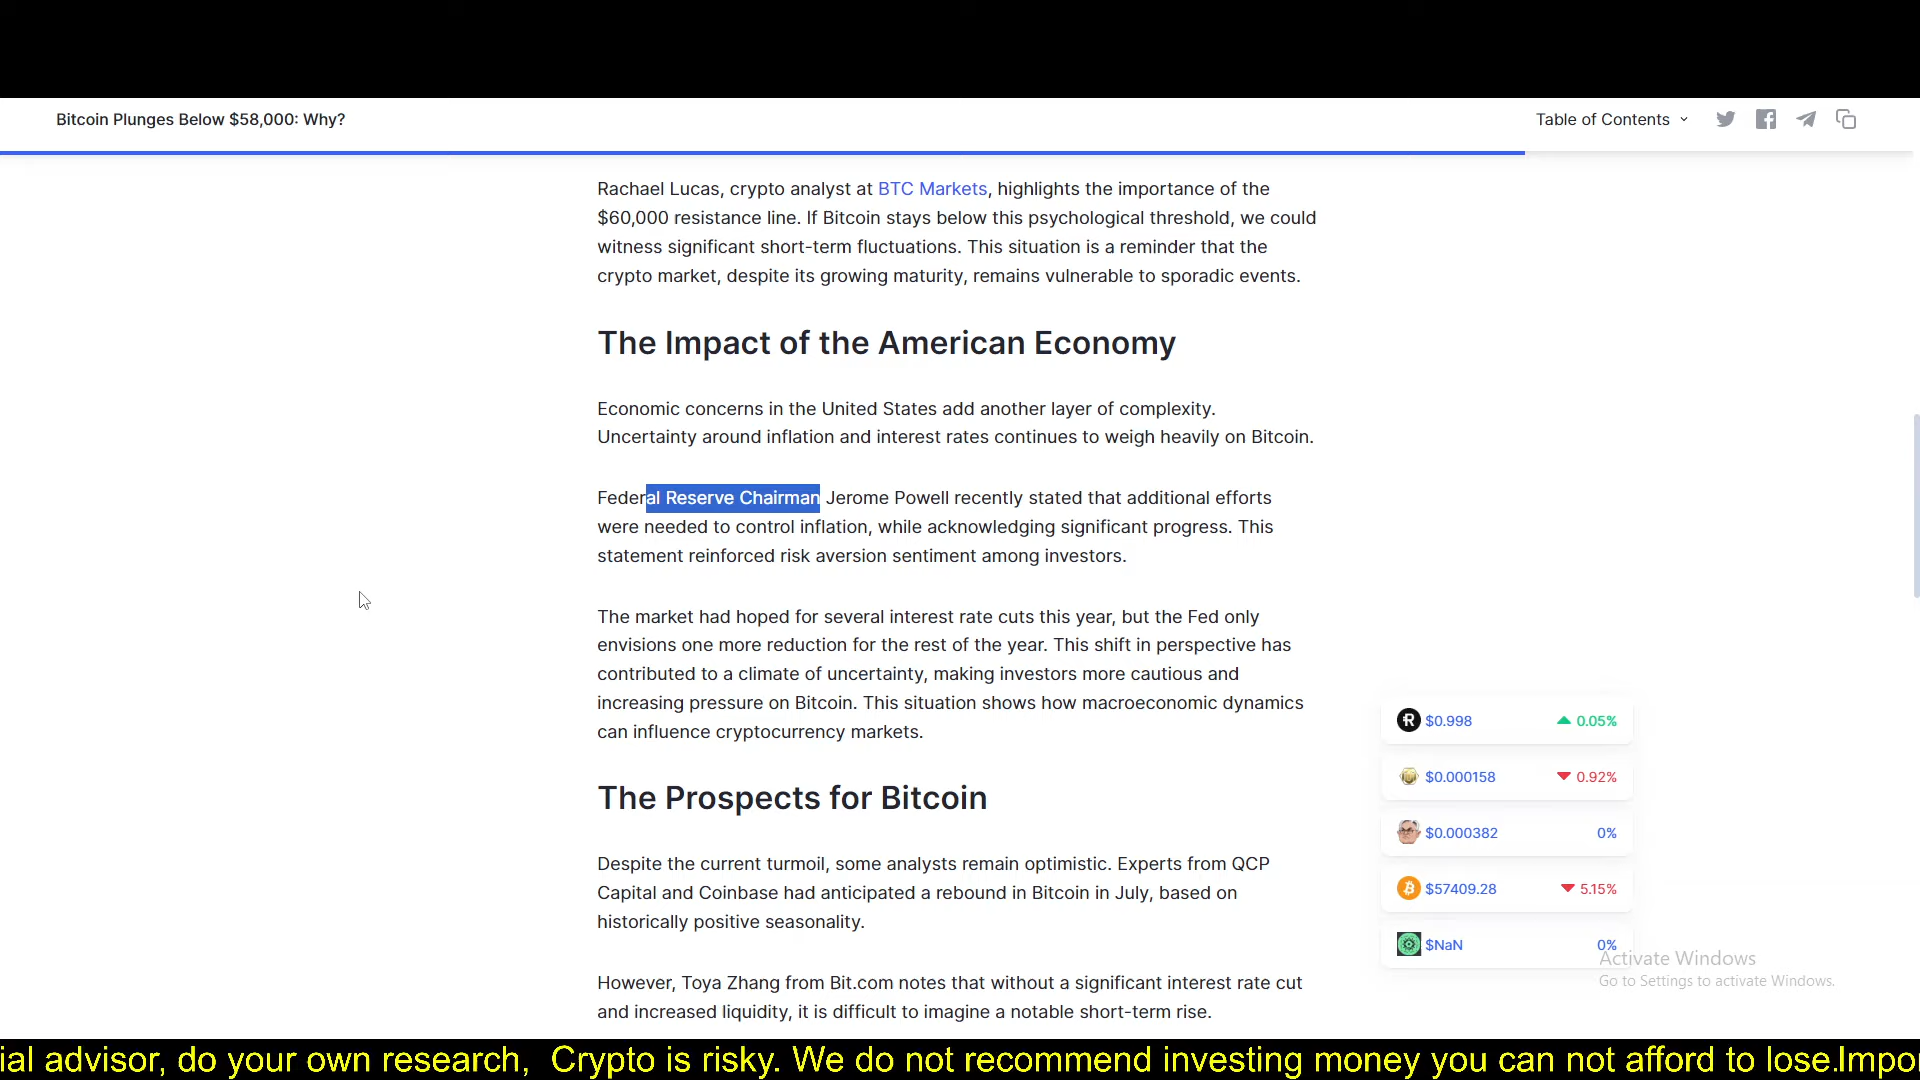 Bitcoin Plunges Below $58,000: Why?
Table of Contents
Rachael Lucas, crypto analyst at BTC Markets, highlights the importance of the
$60,000 resistance line. If Bitcoin stays below this psychological threshold, we could
witness significant short-term fluctuations. This situation is a reminder that the
crypto market, despite its growing maturity, remains vulnerable to sporadic events.
The Impact of the American Economy
Economic concerns in the United States add another layer of complexity.
Uncertainty around inflation and interest rates continues to weigh heavily on Bitcoin.
Federal Reserve Chairman Jerome Powell recently stated that additional efforts
were needed to control inflation, while acknowledging significant progress. This
statement reinforced risk aversion sentiment among investors.
The market had hoped for several interest rate cuts this year, but the Fed only
envisions one more reduction for the rest of the year. This shift in perspective has
contributed to a climate of uncertainty, making investors more cautious and
increasing pressure on Bitcoin. This situation shows how macroeconomic dynamics
can influence cryptocurrency markets.
The Prospects for Bitcoin
Despite the current turmoil, some analysts remain optimistic. Experts from QCP
Capital and Coinbase had anticipated a rebound in Bitcoin in July, based on
historically positive seasonality.
However, Toya Zhang from Bit.com notes that without a significant interest rate cut
and increased liquidity, it is difficult to imagine a notable short-term rise.
$0.998 0.05%
$0.000158 0.92%
$0.000382 0%
$57409.28 5.15%
$NaN 0%
Activate Windows
Go to Settings to activate Windows.
ial advisor, do your own research, Crypto is risky. We do not recommend investing money you can not afford to lose.Impo